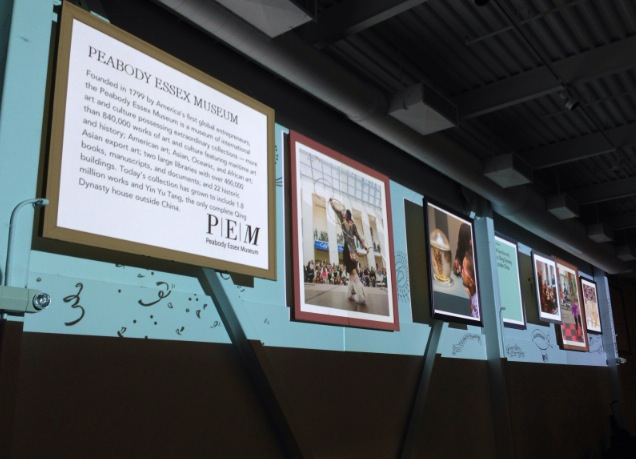 PEABODY ESSEX MUSEUM
Founded in 1799 by America's first global entrepreneurs,
the Peabody Essex Museum is a museum of international
art and culture possessing extraordinary collections — more
than 840,000 works of art and culture featuring maritime art
and history; American art; Asian, Oceanic, and African art;
Asian export art; two large libraries with over 400,000
books, manuscripts, and documents; and 22 historic
buildings. Today's collection has grown to include 1.8
million works and Yin Yu Tang, the only complete Qing
Dynasty house outside China.
P|E|M
Peabody Essex Museum